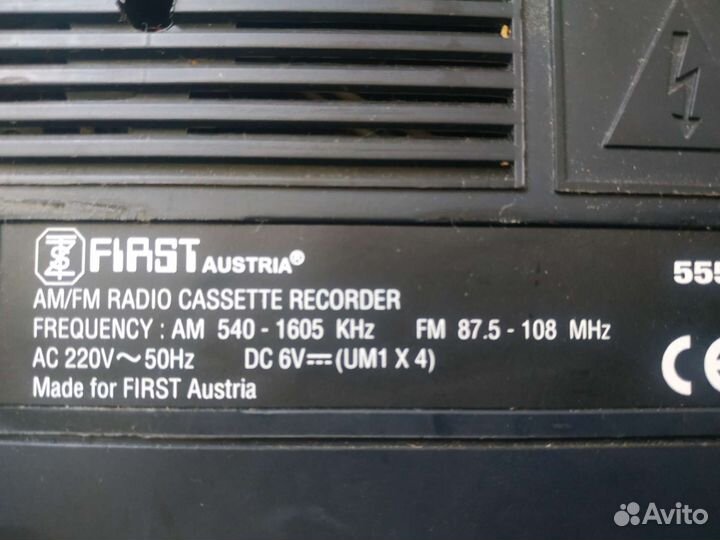 FIRST AUSTRIA®
555
AM/FM RADIO CASSETTE RECORDER
FREQUENCY : AM 540 - 1605 KHz FM 87.5 - 108 MHz
AC 220V～50Hz DC 6V⎓(UM1 X 4)
CE
Made for FIRST Austria
Avito